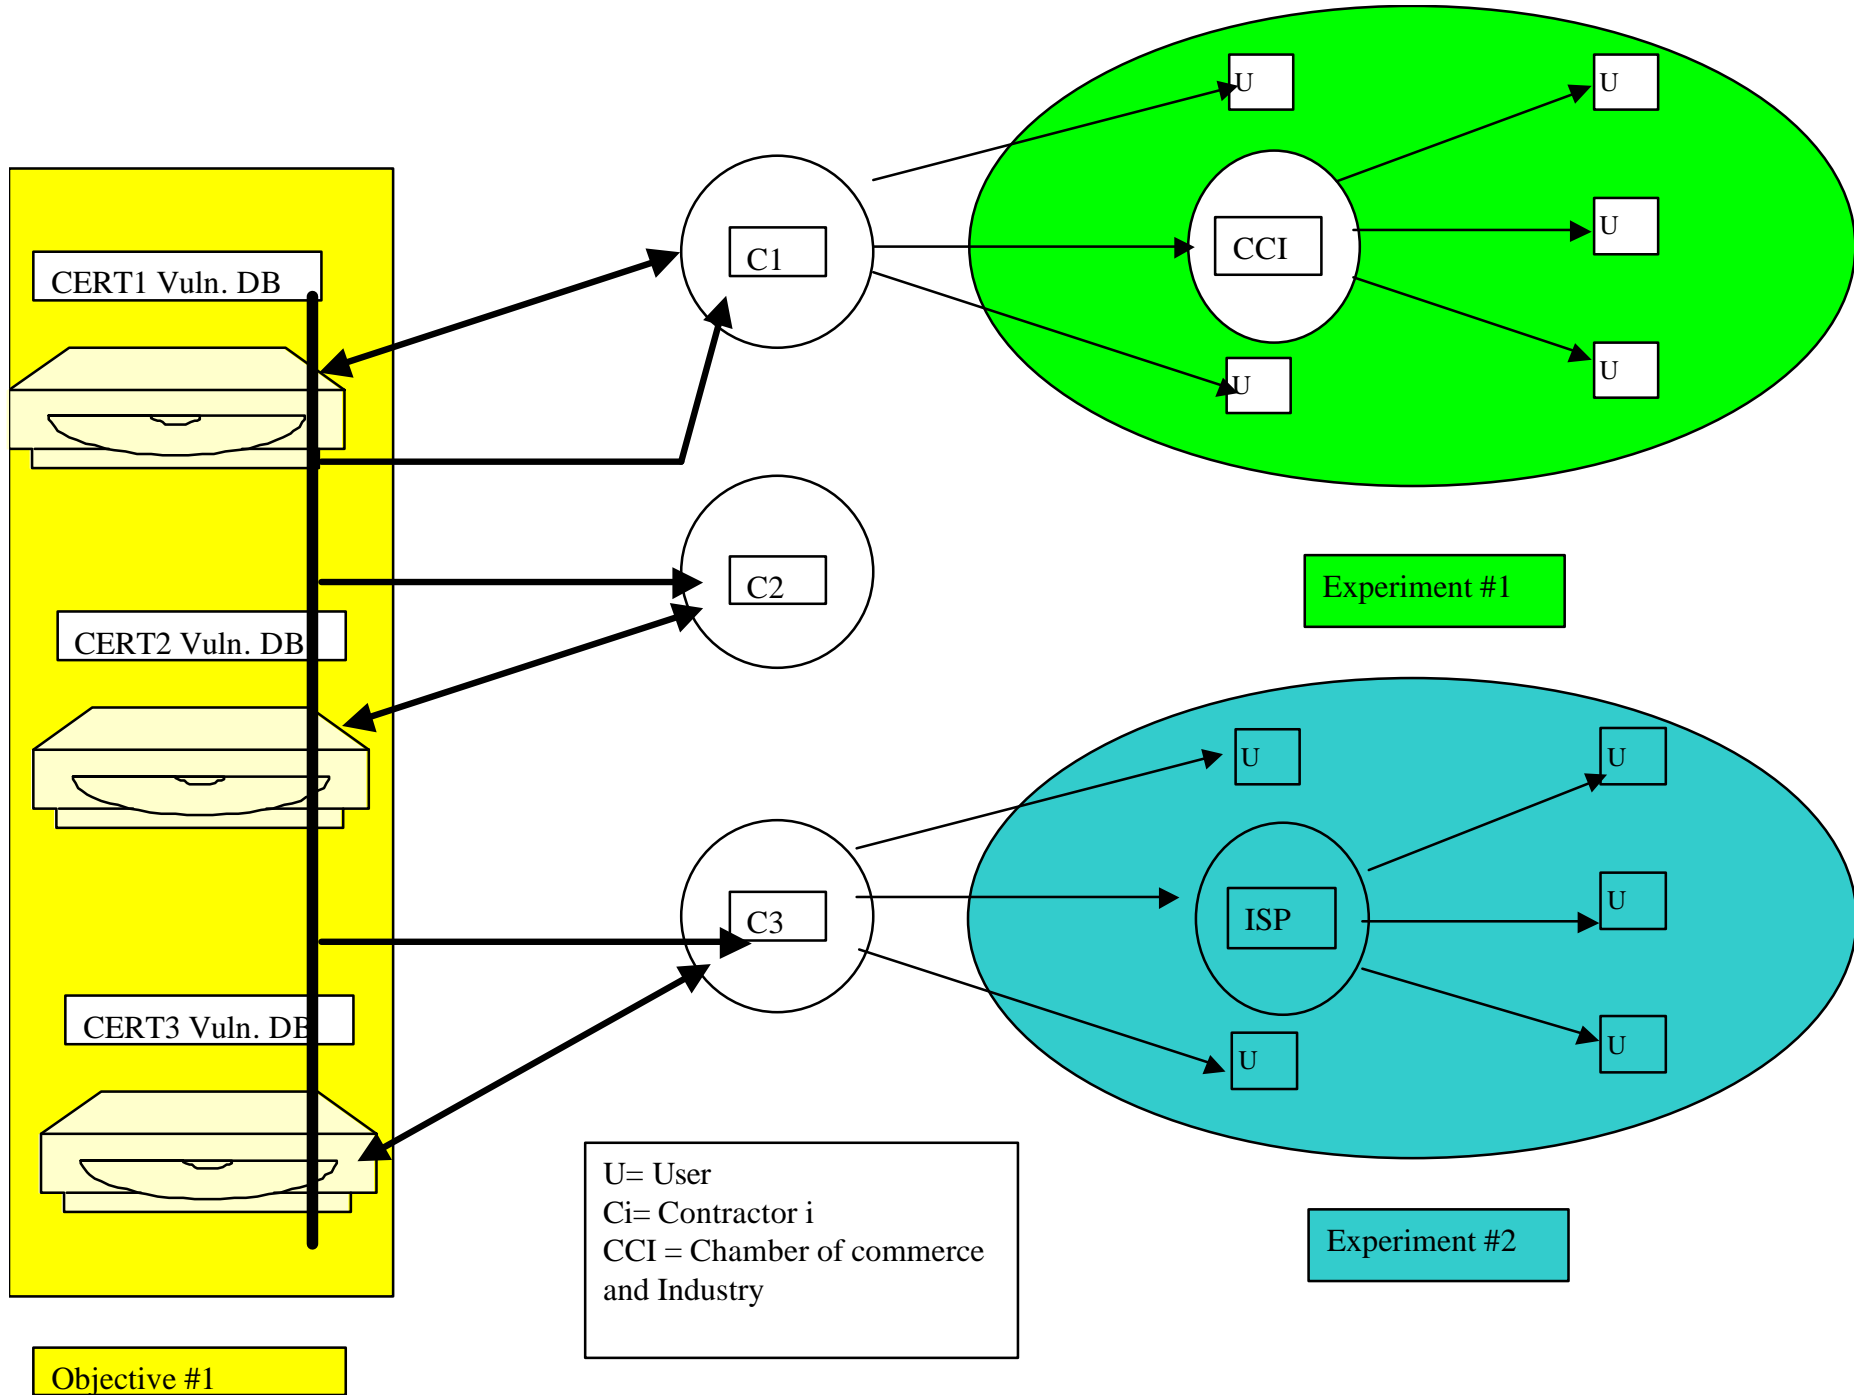 U
U
CERT1 Vuln. DB
C1
CCI
U
U
U
C2
Experiment #1
CERT2 Vuln. DB
U
U
C3
ISP
U
CERT3 Vuln. DB
U
U
U= User
Ci= Contractor i
CCI = Chamber of commerce
and Industry
Experiment #2
Objective #1